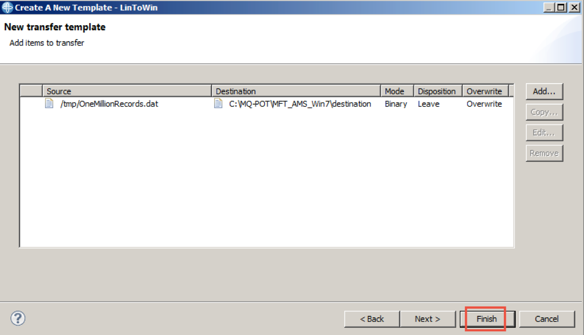 Create A New Template - LinToWin
New transfer template
Add items to transfer
Source Destination Mode Disposition Overwrite Add...
/tmp/OneMillionRecords.dat C:\MQ-POT\MFT_AMS_Win7\destination Binary Leave Overwrite
Copy...
Edit...
Remove
? < Back Next > Finish Cancel